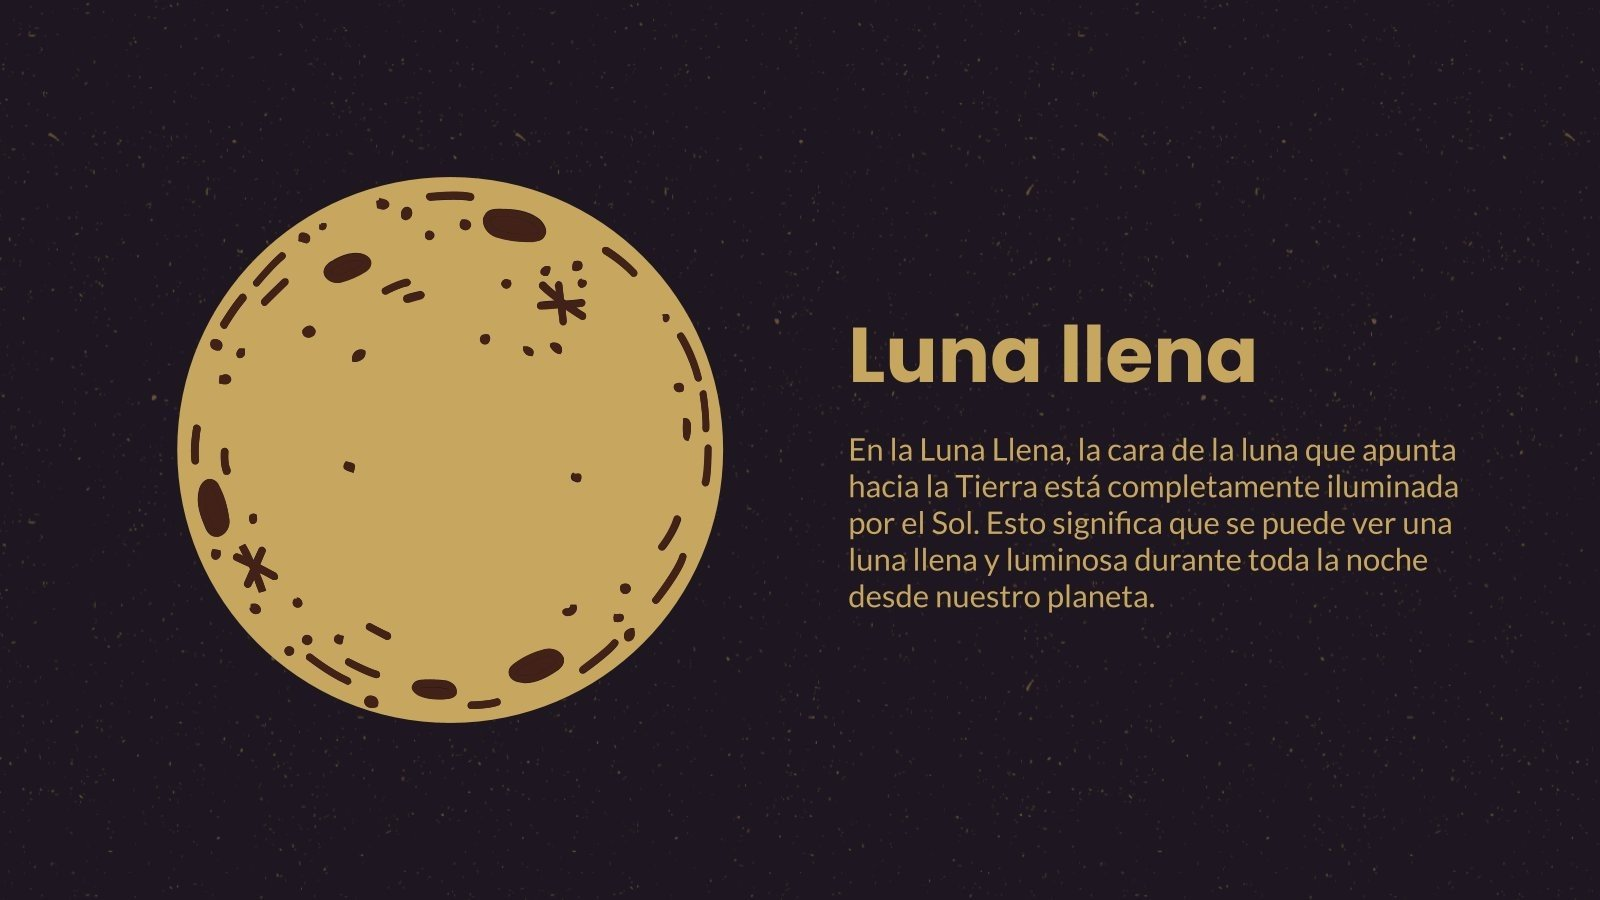 Luna llena
En la Luna Llena, la cara de la luna que apunta
hacia la Tierra está completamente iluminada
por el Sol. Esto significa que se puede ver una
luna llena y luminosa durante toda la noche
desde nuestro planeta.